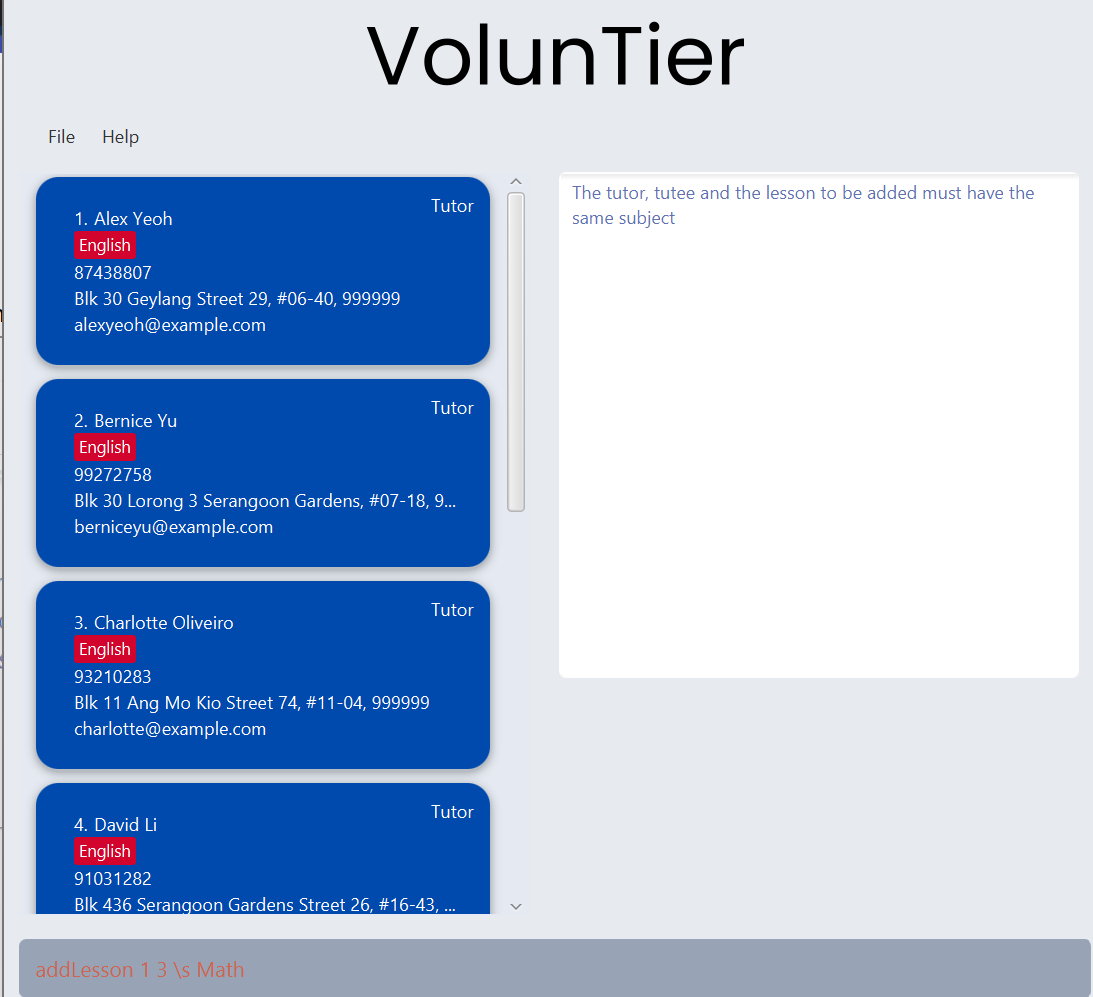 VolunTier
File Help
1. Alex Yeoh
Tutor
English
87438807
Blk 30 Geylang Street 29, #06-40, 999999
alexyeoh@example.com
2. Bernice Yu
Tutor
English
99272758
Blk 30 Lorong 3 Serangoon Gardens, #07-18, 9...
berniceyu@example.com
3. Charlotte Oliveiro
Tutor
English
93210283
Blk 11 Ang Mo Kio Street 74, #11-04, 999999
charlotte@example.com
4. David Li
Tutor
English
91031282
Blk 436 Serangoon Gardens Street 26, #16-43, ...
The tutor, tutee and the lesson to be added must have the
same subject
addLesson 1 3 \s Math